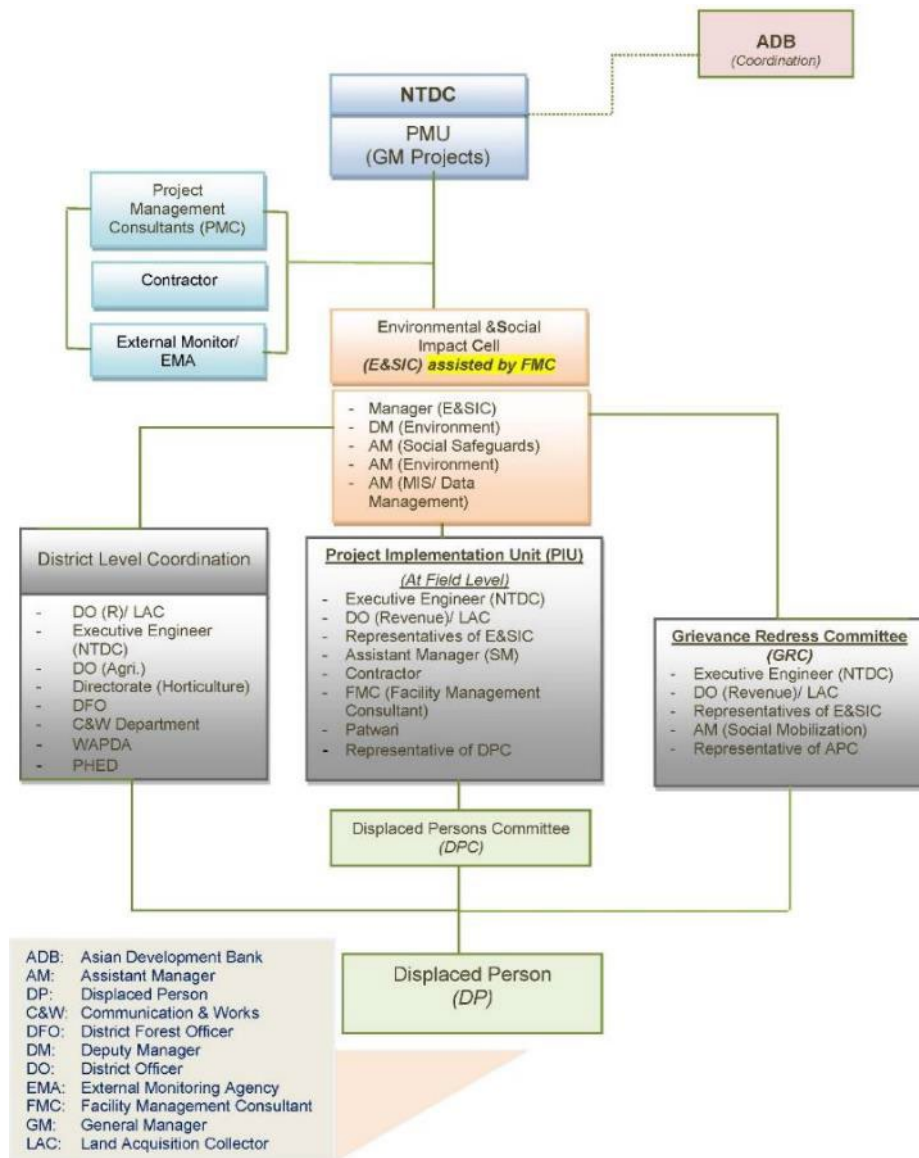 ADB
(Coordination)
NTDC
PMU
(GM Projects)
Project
Management
Consultants (PMC)
Contractor
External Monitor/
EMA
Environmental &Social
Impact Cell
(E&SIC) assisted by FMC
- Manager (E&SIC)
- DM (Environment)
- AM (Social Safeguards)
- AM (Environment)
- AM (MIS/ Data
Management)
District Level Coordination
- DO (R)/ LAC
- Executive Engineer
(NTDC)
- DO (Agri.)
- Directorate (Horticulture)
- DFO
- C&W Department
- WAPDA
- PHED
Project Implementation Unit (PIU)
(At Field Level)
- Executive Engineer (NTDC)
- DO (Revenue)/ LAC
- Representatives of E&SIC
- Assistant Manager (SM)
- Contractor
- FMC (Facility Management
Consultant)
- Patwari
- Representative of DPC
Grievance Redress Committee
(GRC)
- Executive Engineer (NTDC)
- DO (Revenue)/ LAC
- Representatives of E&SIC
- AM (Social Mobilization)
- Representative of APC
Displaced Persons Committee
(DPC)
Displaced Person
(DP)
ADB: Asian Development Bank
AM: Assistant Manager
DP: Displaced Person
C&W: Communication & Works
DFO: District Forest Officer
DM: Deputy Manager
DO: District Officer
EMA: External Monitoring Agency
FMC: Facility Management Consultant
GM: General Manager
LAC: Land Acquisition Collector